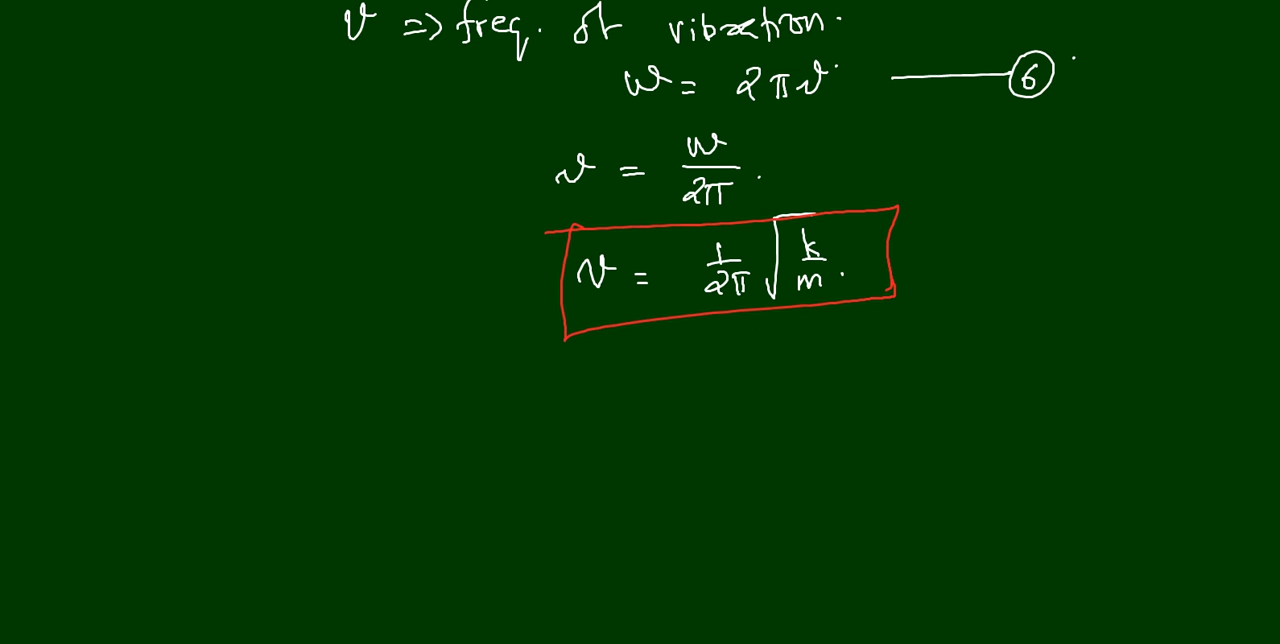 ν => freq. of vibration.
ω = 2πν — ⑥
ν = ω/2π.
ν = 1/2π √k/m.